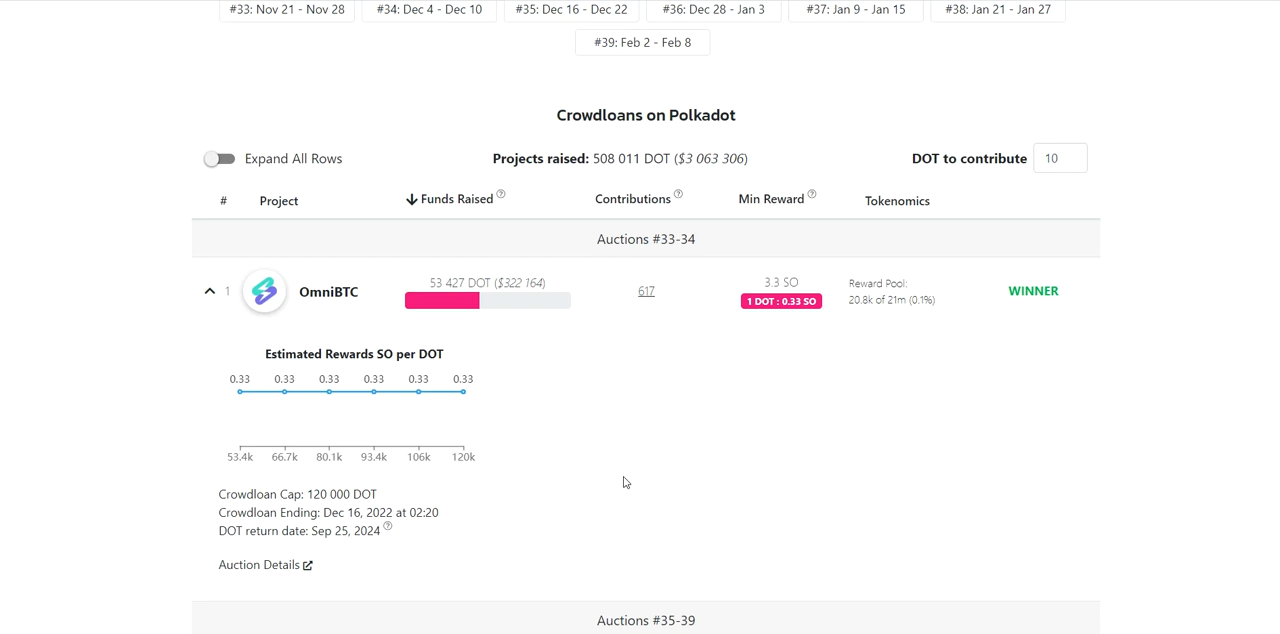 #33: Nov 21 - Nov 28 #34: Dec 4 - Dec 10 #35: Dec 16 - Dec 22 #36: Dec 28 - Jan 3 #37: Jan 9 - Jan 15 #38: Jan 21 - Jan 27
#39: Feb 2 - Feb 8
Crowdloans on Polkadot
Expand All Rows Projects raised: 508 011 DOT ($3 063 306) DOT to contribute 10
# Project Funds Raised Contributions Min Reward Tokenomics
Auctions #33-34
1 OmniBTC 53 427 DOT ($322 164) 617 3.3 SO Reward Pool: WINNER
1 DOT : 0.33 SO 20.8k of 21m (0.1%)
Estimated Rewards SO per DOT
0.33 0.33 0.33 0.33 0.33 0.33
53.4k 66.7k 80.1k 93.4k 106k 120k
Crowdloan Cap: 120 000 DOT
Crowdloan Ending: Dec 16, 2022 at 02:20
DOT return date: Sep 25, 2024
Auction Details
Auctions #35-39